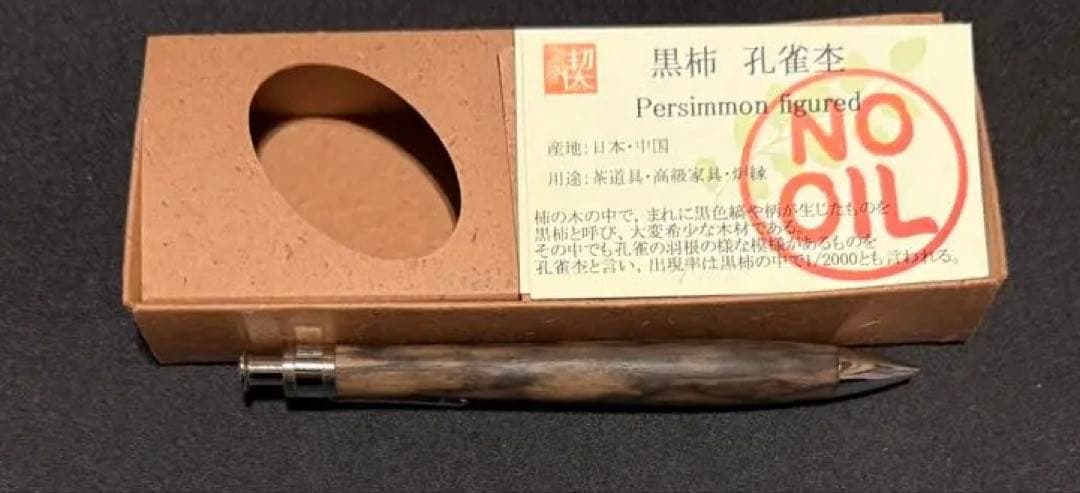 黒柿 孔雀杢
Persimmon figured
産地:日本・中国
用途:茶道具・高級家具・炉縁
柿の木の中で、まれに黒色縞や柄が生じたものを
黒柿と呼び、大変希少な木材である。
その中でも孔雀の羽根の様な模様があるものを
孔雀杢と言い、出現率は黒柿の中で1/2000とも言われる。
NO
OIL